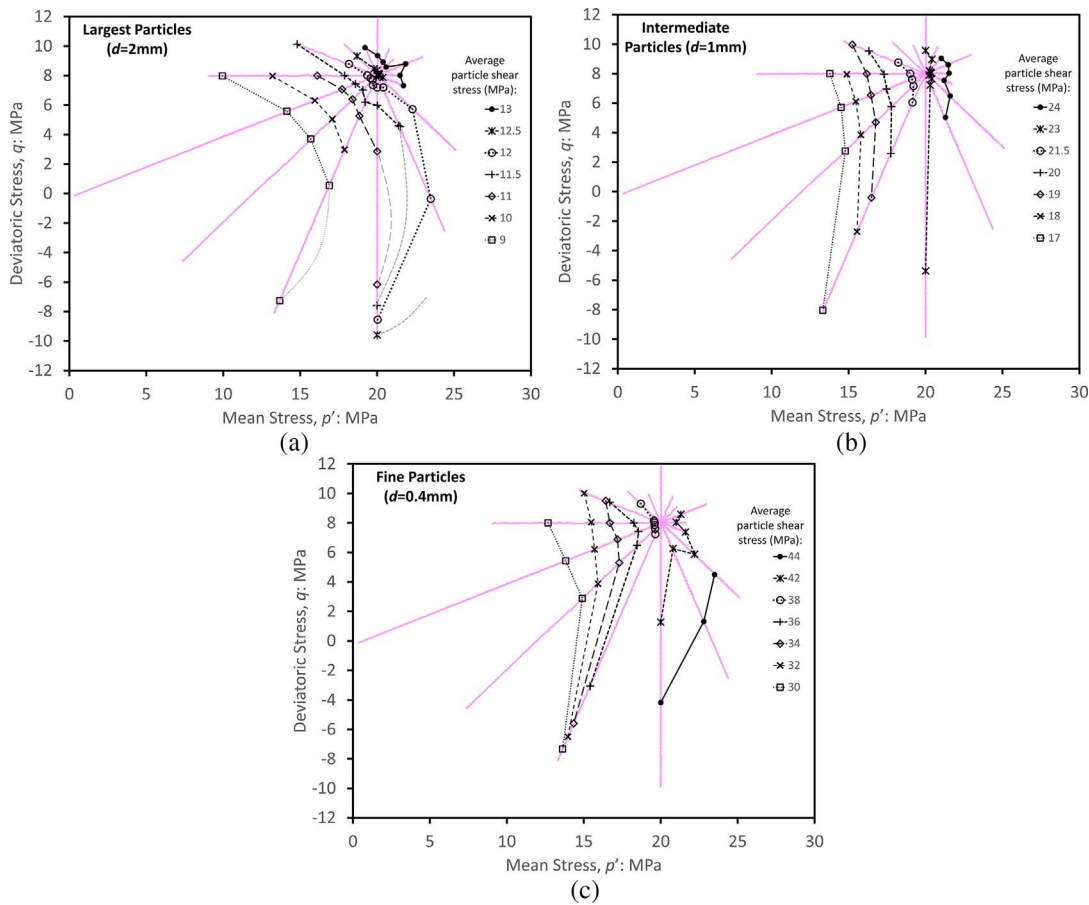 Largest Particles
(d=2mm)
Average
particle shear
stress (MPa):
13
12.5
12
11.5
11
10
9
12
10
8
6
4
2
0
-2
-4
-6
-8
-10
-12
Deviatoric Stress, q: MPa
0 5 10 15 20 25 30
Mean Stress, p': MPa
(a)
Intermediate
Particles (d=1mm)
Average
particle shear
stress (MPa):
24
23
21.5
20
19
18
17
12
10
8
6
4
2
0
-2
-4
-6
-8
-10
-12
Deviatoric Stress, q: MPa
0 5 10 15 20 25 30
Mean Stress, p': MPa
(b)
Fine Particles
(d=0.4mm)
Average
particle shear
stress (MPa):
44
42
38
36
34
32
30
12
10
8
6
4
2
0
-2
-4
-6
-8
-10
-12
Deviatoric Stress, q: MPa
0 5 10 15 20 25 30
Mean Stress, p': MPa
(c)